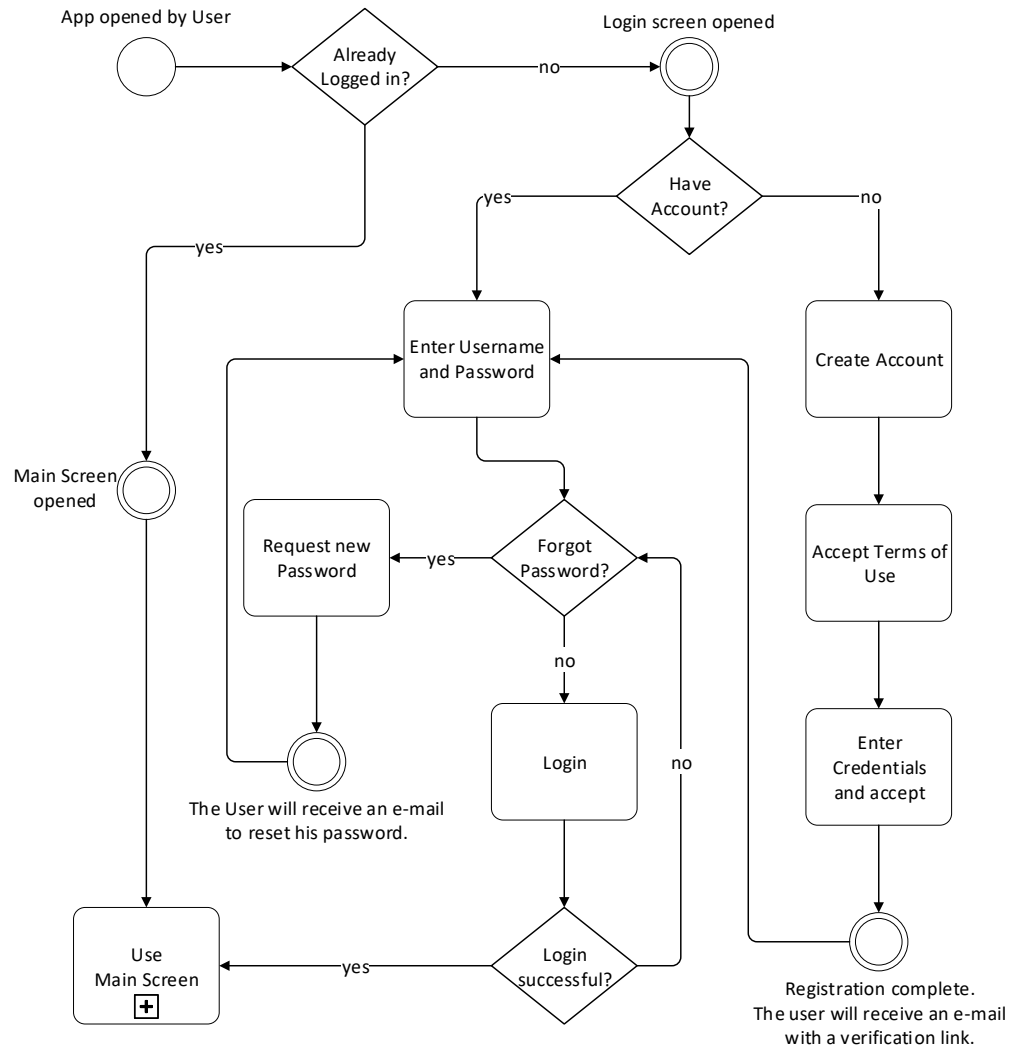 App opened by User
Login screen opened
Already
Logged in?
no
Have
Account?
yes
no
yes
Enter Username
and Password
Create Account
Main Screen
opened
Request new
Password
yes
Forgot
Password?
Accept Terms of
Use
no
Login
no
Enter
Credentials
and accept
The User will receive an e-mail
to reset his password.
Use
Main Screen
yes
Login
successful?
Registration complete.
The user will receive an e-mail
with a verification link.